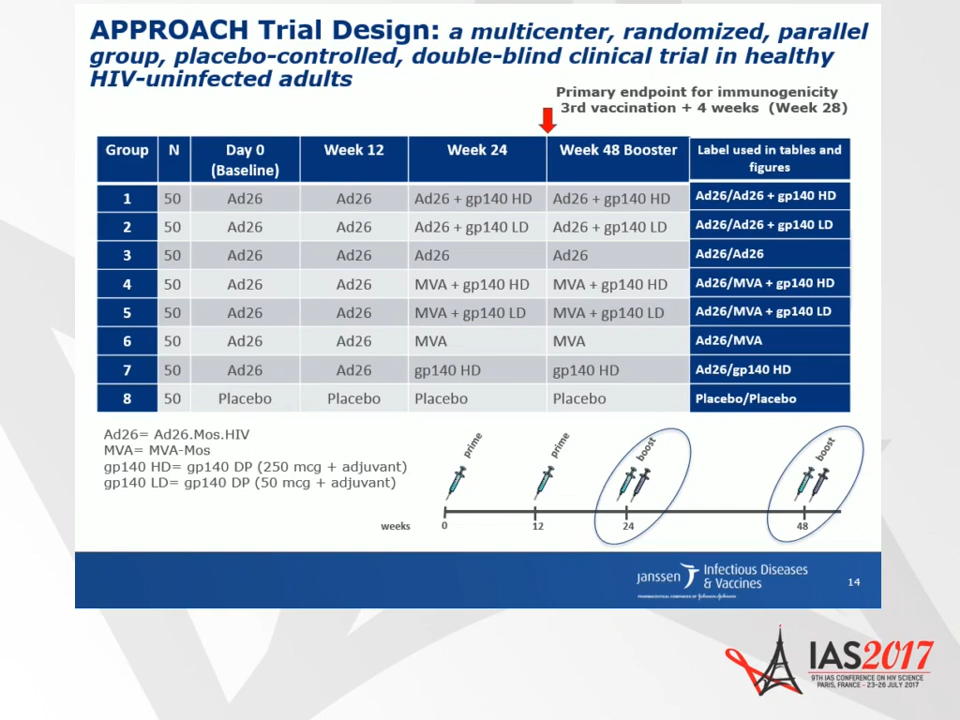 APPROACH Trial Design: a multicenter, randomized, parallel
group, placebo-controlled, double-blind clinical trial in healthy
HIV-uninfected adults
Primary endpoint for immunogenicity
3rd vaccination + 4 weeks (Week 28)
Group N Day 0 (Baseline) Week 12 Week 24 Week 48 Booster Label used in tables and figures
1 50 Ad26 Ad26 Ad26 + gp140 HD Ad26 + gp140 HD Ad26/Ad26 + gp140 HD
2 50 Ad26 Ad26 Ad26 + gp140 LD Ad26 + gp140 LD Ad26/Ad26 + gp140 LD
3 50 Ad26 Ad26 Ad26 Ad26 Ad26/Ad26
4 50 Ad26 Ad26 MVA + gp140 HD MVA + gp140 HD Ad26/MVA + gp140 HD
5 50 Ad26 Ad26 MVA + gp140 LD MVA + gp140 LD Ad26/MVA + gp140 LD
6 50 Ad26 Ad26 MVA MVA Ad26/MVA
7 50 Ad26 Ad26 gp140 HD gp140 HD Ad26/gp140 HD
8 50 Placebo Placebo Placebo Placebo Placebo/Placebo
Ad26= Ad26.Mos.HIV
MVA= MVA-Mos
gp140 HD= gp140 DP (250 mcg + adjuvant)
gp140 LD= gp140 DP (50 mcg + adjuvant)
prime prime boost boost
weeks 0 12 24 48
janssen Infectious Diseases
& Vaccines
PHARMACEUTICAL COMPANIES OF Johnson & Johnson
14
IAS2017
9TH IAS CONFERENCE ON HIV SCIENCE
PARIS, FRANCE - 23-26 JULY 2017